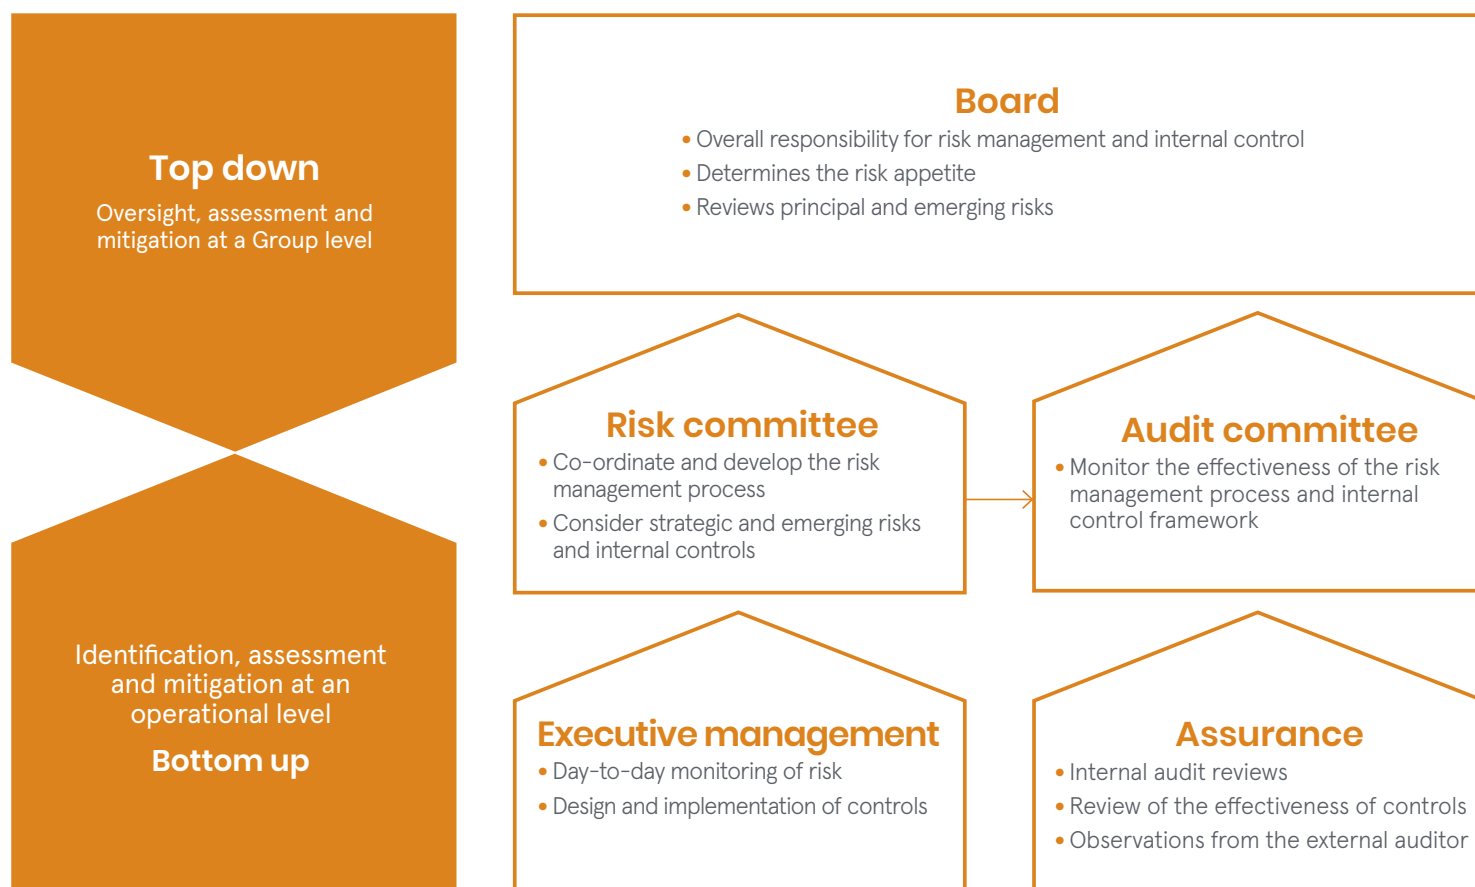 Top down
Oversight, assessment and
mitigation at a Group level
Identification, assessment
and mitigation at an
operational level
Bottom up
Board
• Overall responsibility for risk management and internal control
• Determines the risk appetite
• Reviews principal and emerging risks
Risk committee
• Co-ordinate and develop the risk
management process
• Consider strategic and emerging risks
and internal controls
Audit committee
• Monitor the effectiveness of the risk
management process and internal
control framework
Executive management
• Day-to-day monitoring of risk
• Design and implementation of controls
Assurance
• Internal audit reviews
• Review of the effectiveness of controls
• Observations from the external auditor